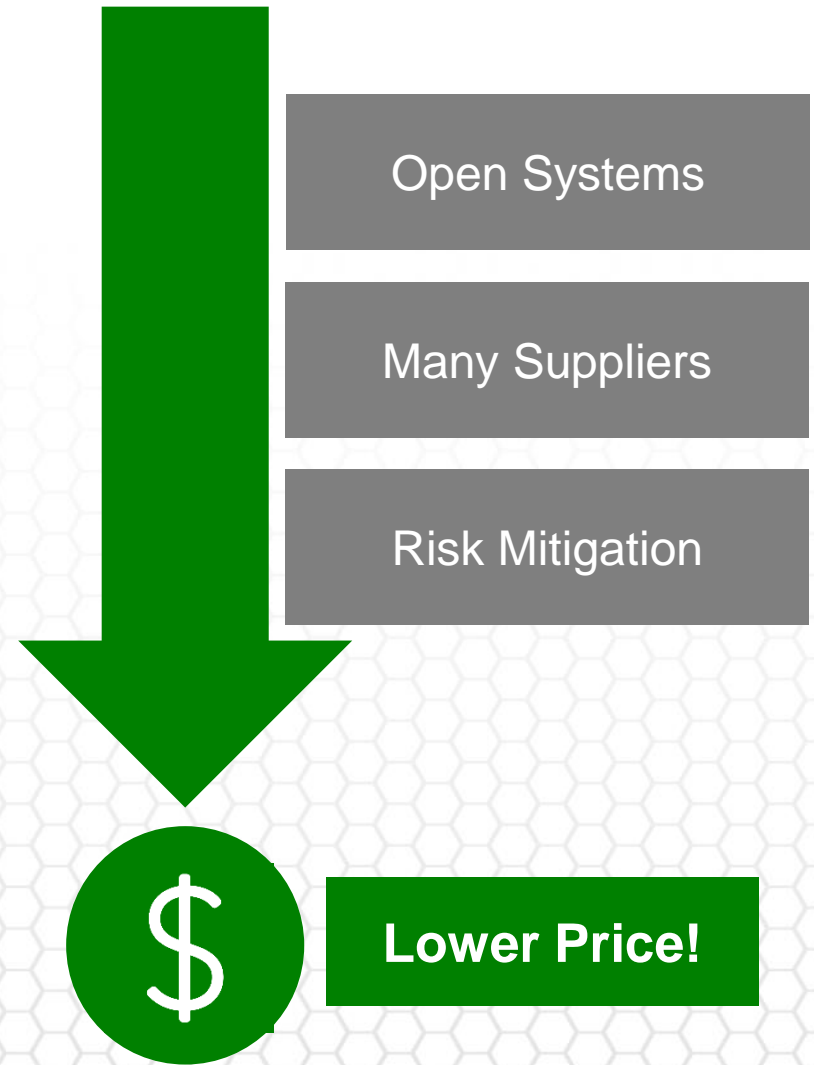 Open Systems
Many Suppliers
Risk Mitigation
$
Lower Price!